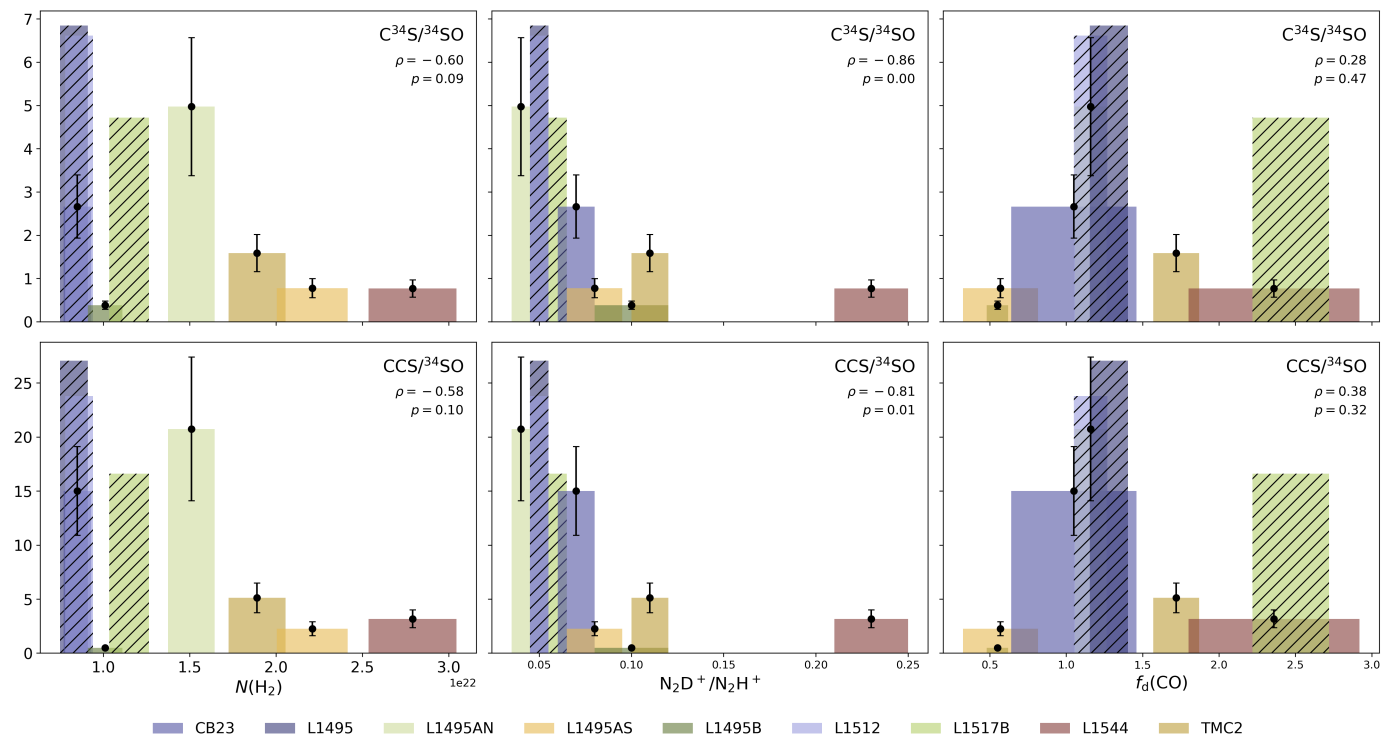 7
6
5
4
3
2
1
0
C³⁴S/³⁴SO
ρ = −0.60
p = 0.09
C³⁴S/³⁴SO
ρ = −0.86
p = 0.00
C³⁴S/³⁴SO
ρ = 0.28
p = 0.47
25
20
15
10
5
0
CCS/³⁴SO
ρ = −0.58
p = 0.10
CCS/³⁴SO
ρ = −0.81
p = 0.01
CCS/³⁴SO
ρ = 0.38
p = 0.32
1.0 1.5 2.0 2.5 3.0
1e22
N(H₂)
0.05 0.10 0.15 0.20 0.25
N₂D⁺/N₂H⁺
0.5 1.0 1.5 2.0 2.5 3.0
f_d(CO)
CB23 L1495 L1495AN L1495AS L1495B L1512 L1517B L1544 TMC2